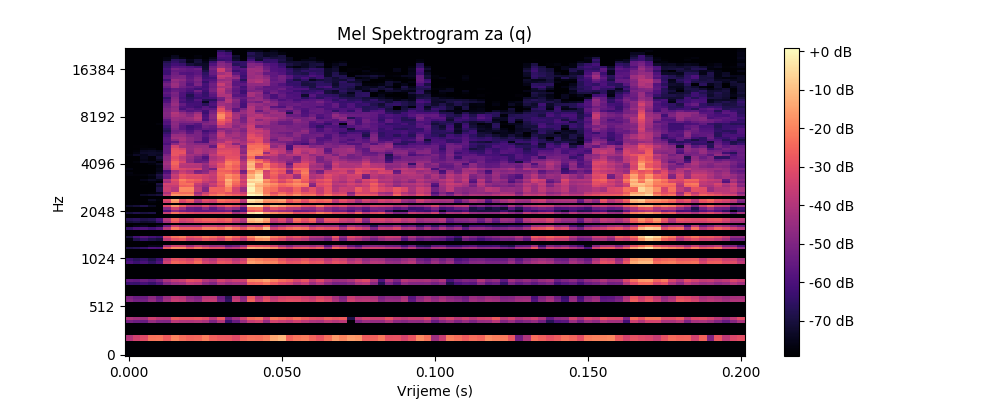 Mel Spektrogram za (q)
Hz
16384
8192
4096
2048
1024
512
0
0.000
0.050
0.100
0.150
0.200
Vrijeme (s)
+0 dB
-10 dB
-20 dB
-30 dB
-40 dB
-50 dB
-60 dB
-70 dB